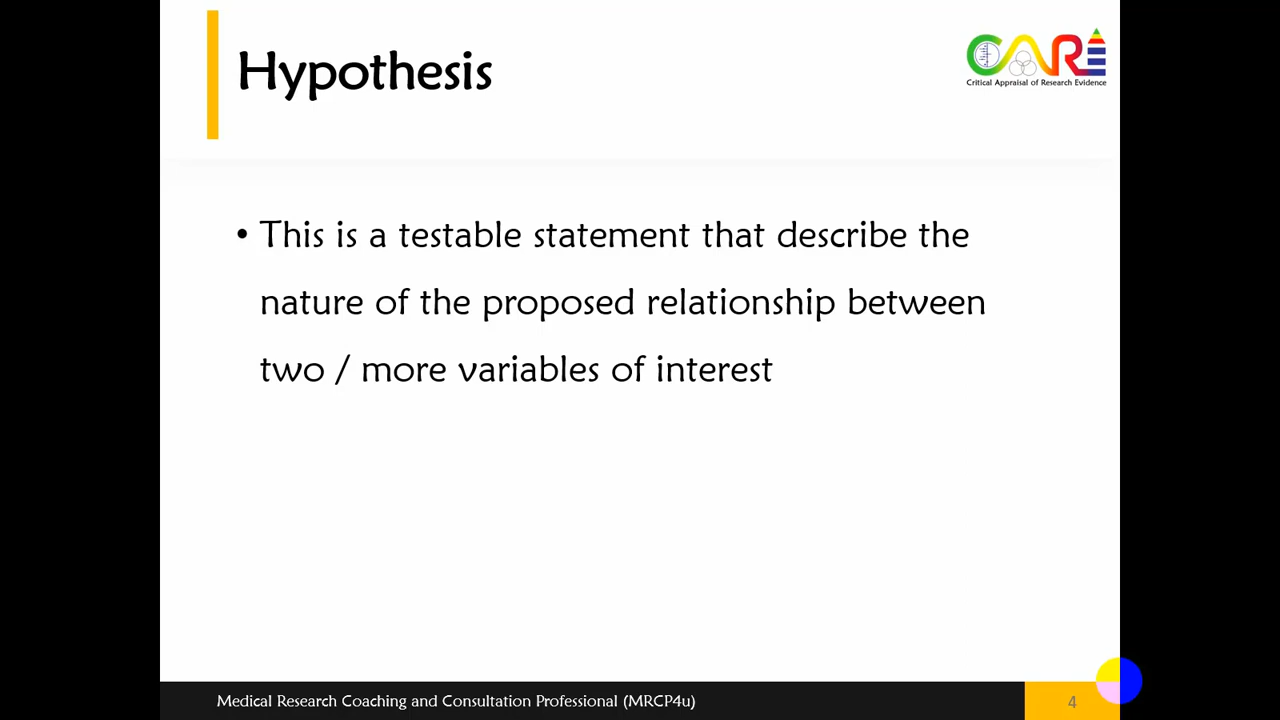 Hypothesis
CARE
Critical Appraisal of Research Evidence
• This is a testable statement that describe the
nature of the proposed relationship between
two / more variables of interest
Medical Research Coaching and Consultation Professional (MRCP4u)
4